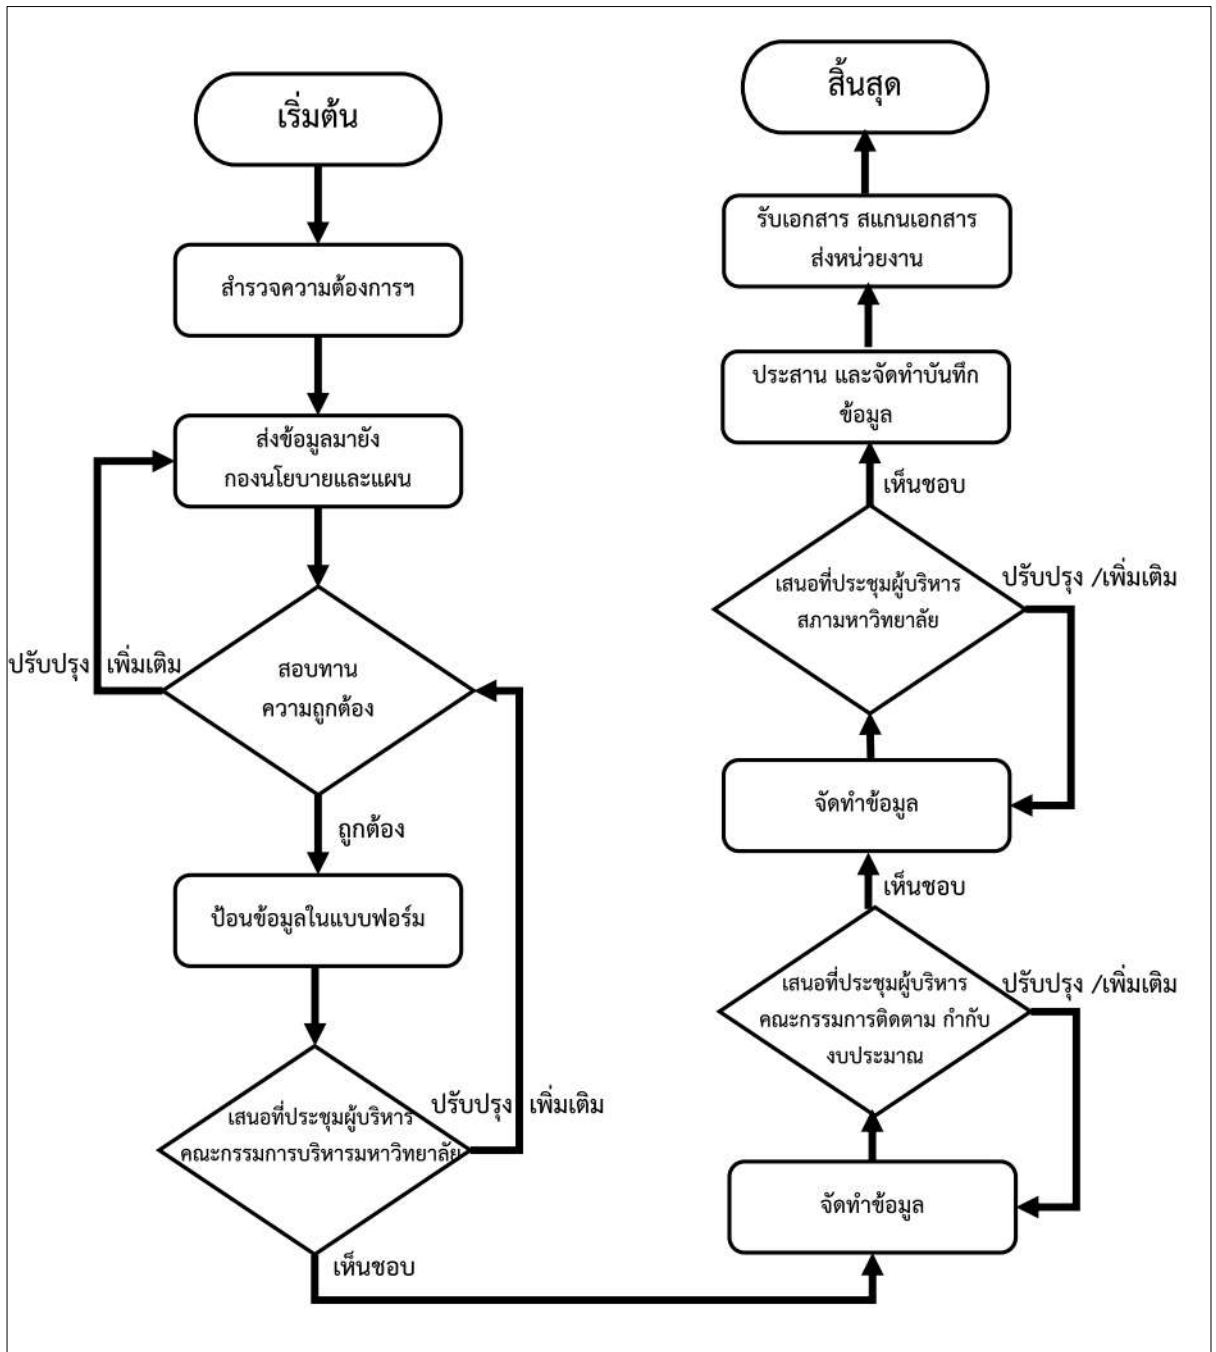 เริ่มต้น
สำรวจความต้องการฯ
ส่งข้อมูลมายัง
กองนโยบายและแผน
ปรับปรุง เพิ่มเติม
สอบทาน
ความถูกต้อง
ถูกต้อง
ป้อนข้อมูลในแบบฟอร์ม
ปรับปรุง เพิ่มเติม
เสนอที่ประชุมผู้บริหาร
คณะกรรมการบริหารมหาวิทยาลัย
เห็นชอบ
จัดทำข้อมูล
เสนอที่ประชุมผู้บริหาร
คณะกรรมการติดตาม กำกับ
งบประมาณ
ปรับปรุง /เพิ่มเติม
เห็นชอบ
จัดทำข้อมูล
เสนอที่ประชุมผู้บริหาร
สภามหาวิทยาลัย
ปรับปรุง /เพิ่มเติม
เห็นชอบ
ประสาน และจัดทำบันทึก
ข้อมูล
รับเอกสาร สแกนเอกสาร
ส่งหน่วยงาน
สิ้นสุด